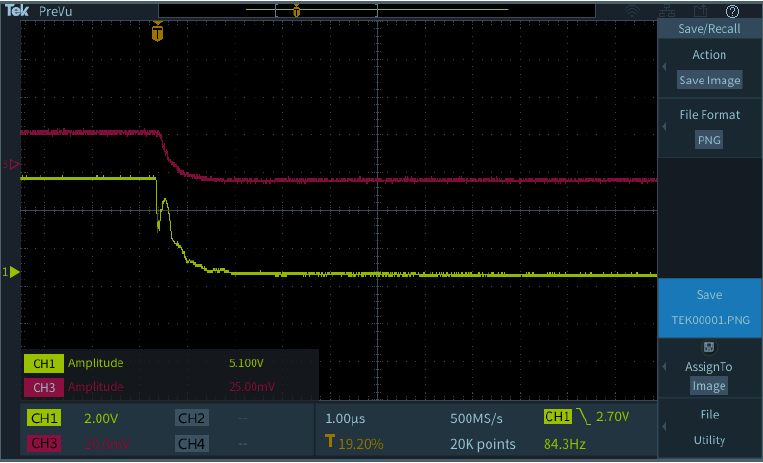 Tek PreVu
T
?
Save/Recall
Action
Save Image
File Format
PNG
3
1
Save
TEK00001.PNG
AssignTo
Image
File
Utility
CH1 Amplitude 5.100V
CH3 Amplitude 25.00mV
CH1 2.00V CH2 --
CH3 20.0mV CH4 --
1.00µs 500MS/s CH1 2.70V
T 19.20% 20K points 84.3Hz